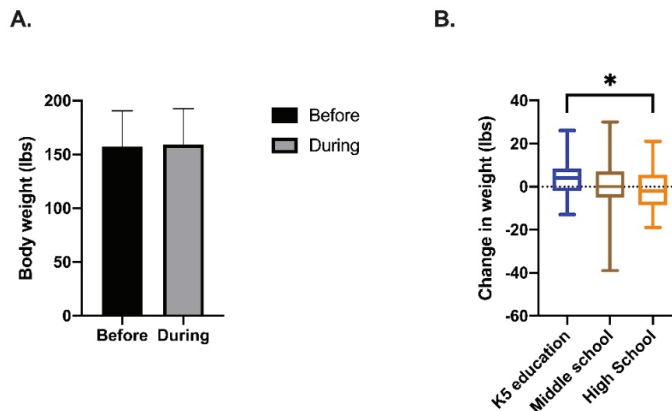 A.
Body weight (lbs)
200
150
100
50
0
Before During
Before
During
B.
Change in weight (lbs)
*
40
20
0
-20
-40
-60
K5 education
Middle school
High School